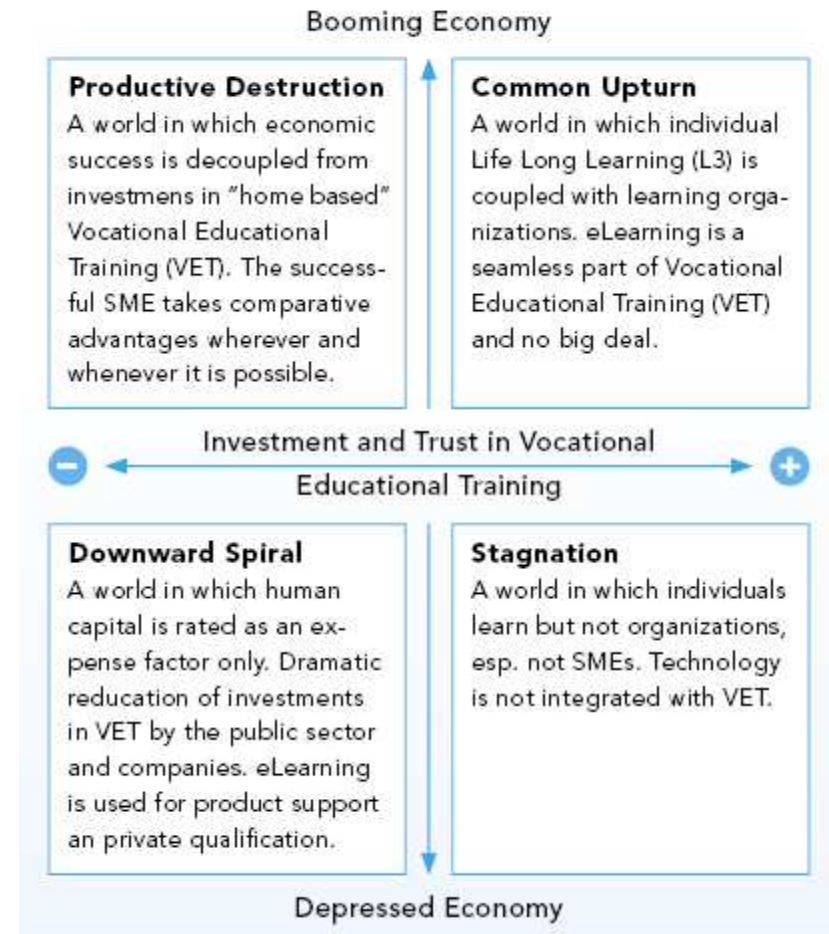 Booming Economy
Productive Destruction
A world in which economic
success is decoupled from
investmens in "home based"
Vocational Educational
Training (VET). The success-
ful SME takes comparative
advantages wherever and
whenever it is possible.
Common Upturn
A world in which individual
Life Long Learning (L3) is
coupled with learning orga-
nizations. eLearning is a
seamless part of Vocational
Educational Training (VET)
and no big deal.
Investment and Trust in Vocational
Educational Training
Downward Spiral
A world in which human
capital is rated as an ex-
pense factor only. Dramatic
reducation of investments
in VET by the public sector
and companies. eLearning
is used for product support
an private qualification.
Stagnation
A world in which individuals
learn but not organizations,
esp. not SMEs. Technology
is not integrated with VET.
Depressed Economy